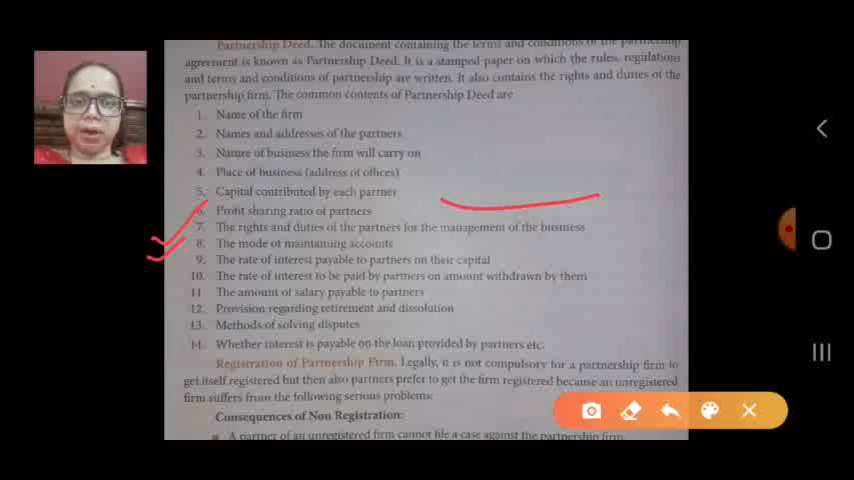 Partnership Deed. The document containing the terms and conditions of the partnership
agreement is known as Partnership Deed. It is a stamped paper on which the rules, regulations
and terms and conditions of partnership are written. It also contains the rights and duties of the
partnership firm. The common contents of Partnership Deed are
1. Name of the firm
2. Names and addresses of the partners
3. Nature of business the firm will carry on
4. Place of business (address of offices)
5. Capital contributed by each partner
6. Profit sharing ratio of partners
7. The rights and duties of the partners for the management of the business
8. The mode of maintaining accounts
9. The rate of interest payable to partners on their capital
10. The rate of interest to be paid by partners on amount withdrawn by them
11. The amount of salary payable to partners
12. Provision regarding retirement and dissolution
13. Methods of solving disputes
14. Whether interest is payable on the loan provided by partners etc.
Registration of Partnership Firm. Legally, it is not compulsory for a partnership firm to
get itself registered but then also partners prefer to get the firm registered because an unregistered
firm suffers from the following serious problems:
Consequences of Non Registration:
A partner of an unregistered firm cannot file a case against the partnership firm.